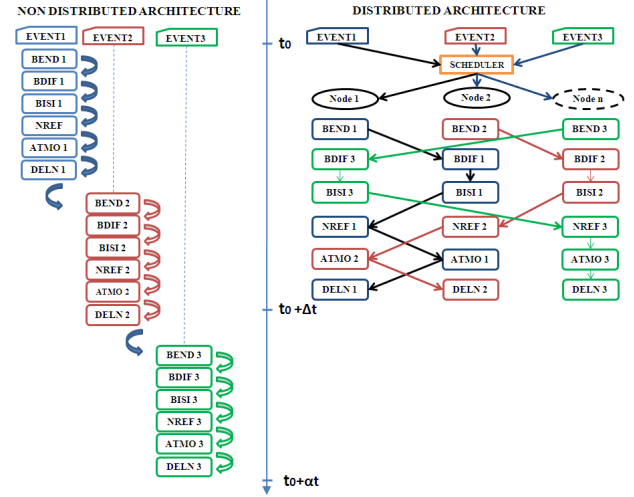 NON DISTRIBUTED ARCHITECTURE
EVENT1
EVENT2
EVENT3
BEND 1
BDIF 1
BISI 1
NREF
ATMO 1
DELN 1
BEND 2
BDIF 2
BISI 2
NREF 2
ATMO 2
DELN 2
BEND 3
BDIF 3
BISI 3
NREF 3
ATMO 3
DELN 3
t₀
t₀ +Δt
t₀+αt
DISTRIBUTED ARCHITECTURE
EVENT1
EVENT2
EVENT3
SCHEDULER
Node 1
Node 2
Node n
BEND 1
BEND 2
BEND 3
BDIF 3
BDIF 1
BDIF 2
BISI 3
BISI 1
BISI 2
NREF 1
NREF 2
NREF 3
ATMO 2
ATMO 1
ATMO 3
DELN 1
DELN 2
DELN 3